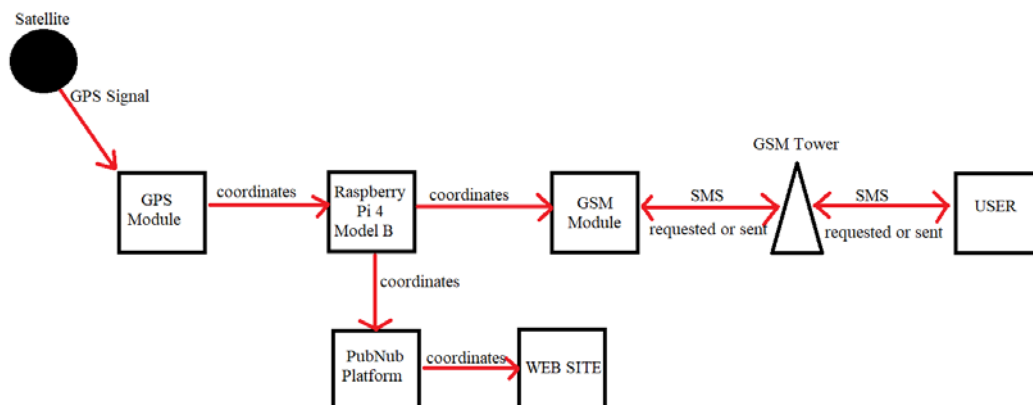 Satellite
GPS Signal
GSM Tower
GPS
Module
coordinates
Raspberry
Pi 4
Model B
coordinates
GSM
Module
SMS
requested or sent
SMS
requested or sent
USER
coordinates
PubNub
Platform
coordinates
WEB SITE